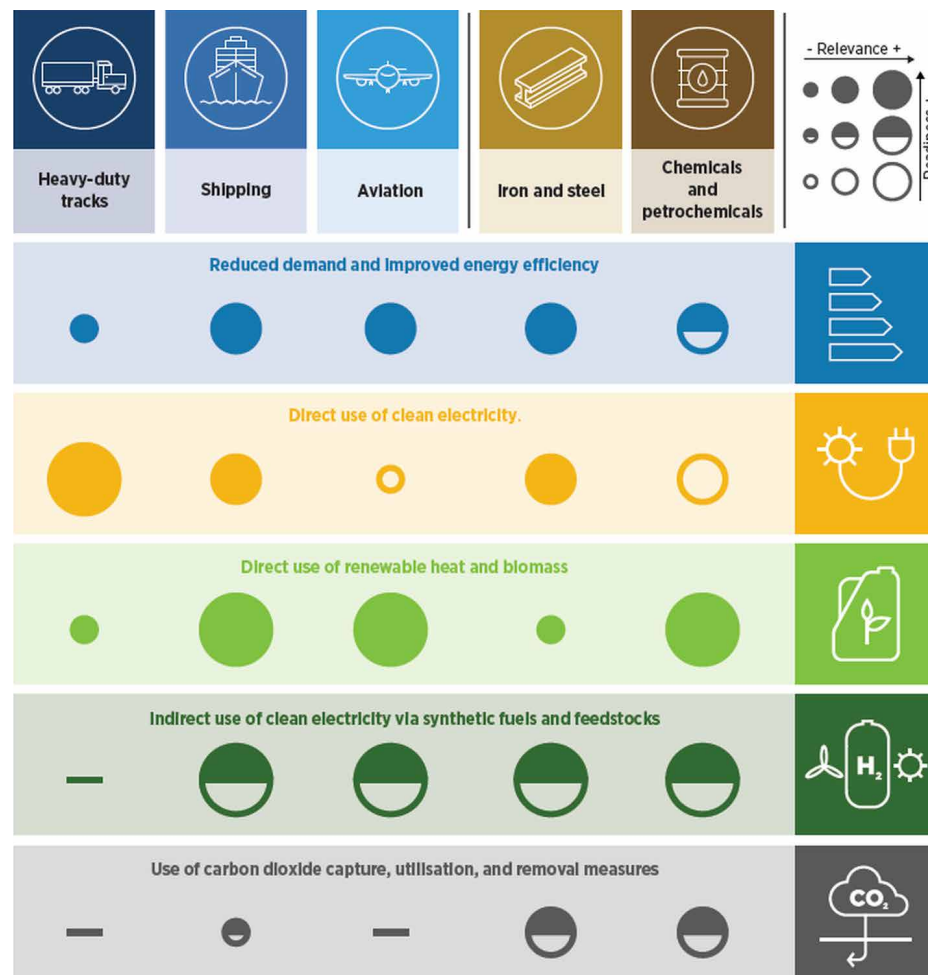 - Relevance +
Heavy-duty
tracks
Shipping
Aviation
Iron and steel
Chemicals
and
petrochemicals
Reduced demand and improved energy efficiency
Direct use of clean electricity.
Direct use of renewable heat and biomass
Indirect use of clean electricity via synthetic fuels and feedstocks
H2
Use of carbon dioxide capture, utilisation, and removal measures
CO2